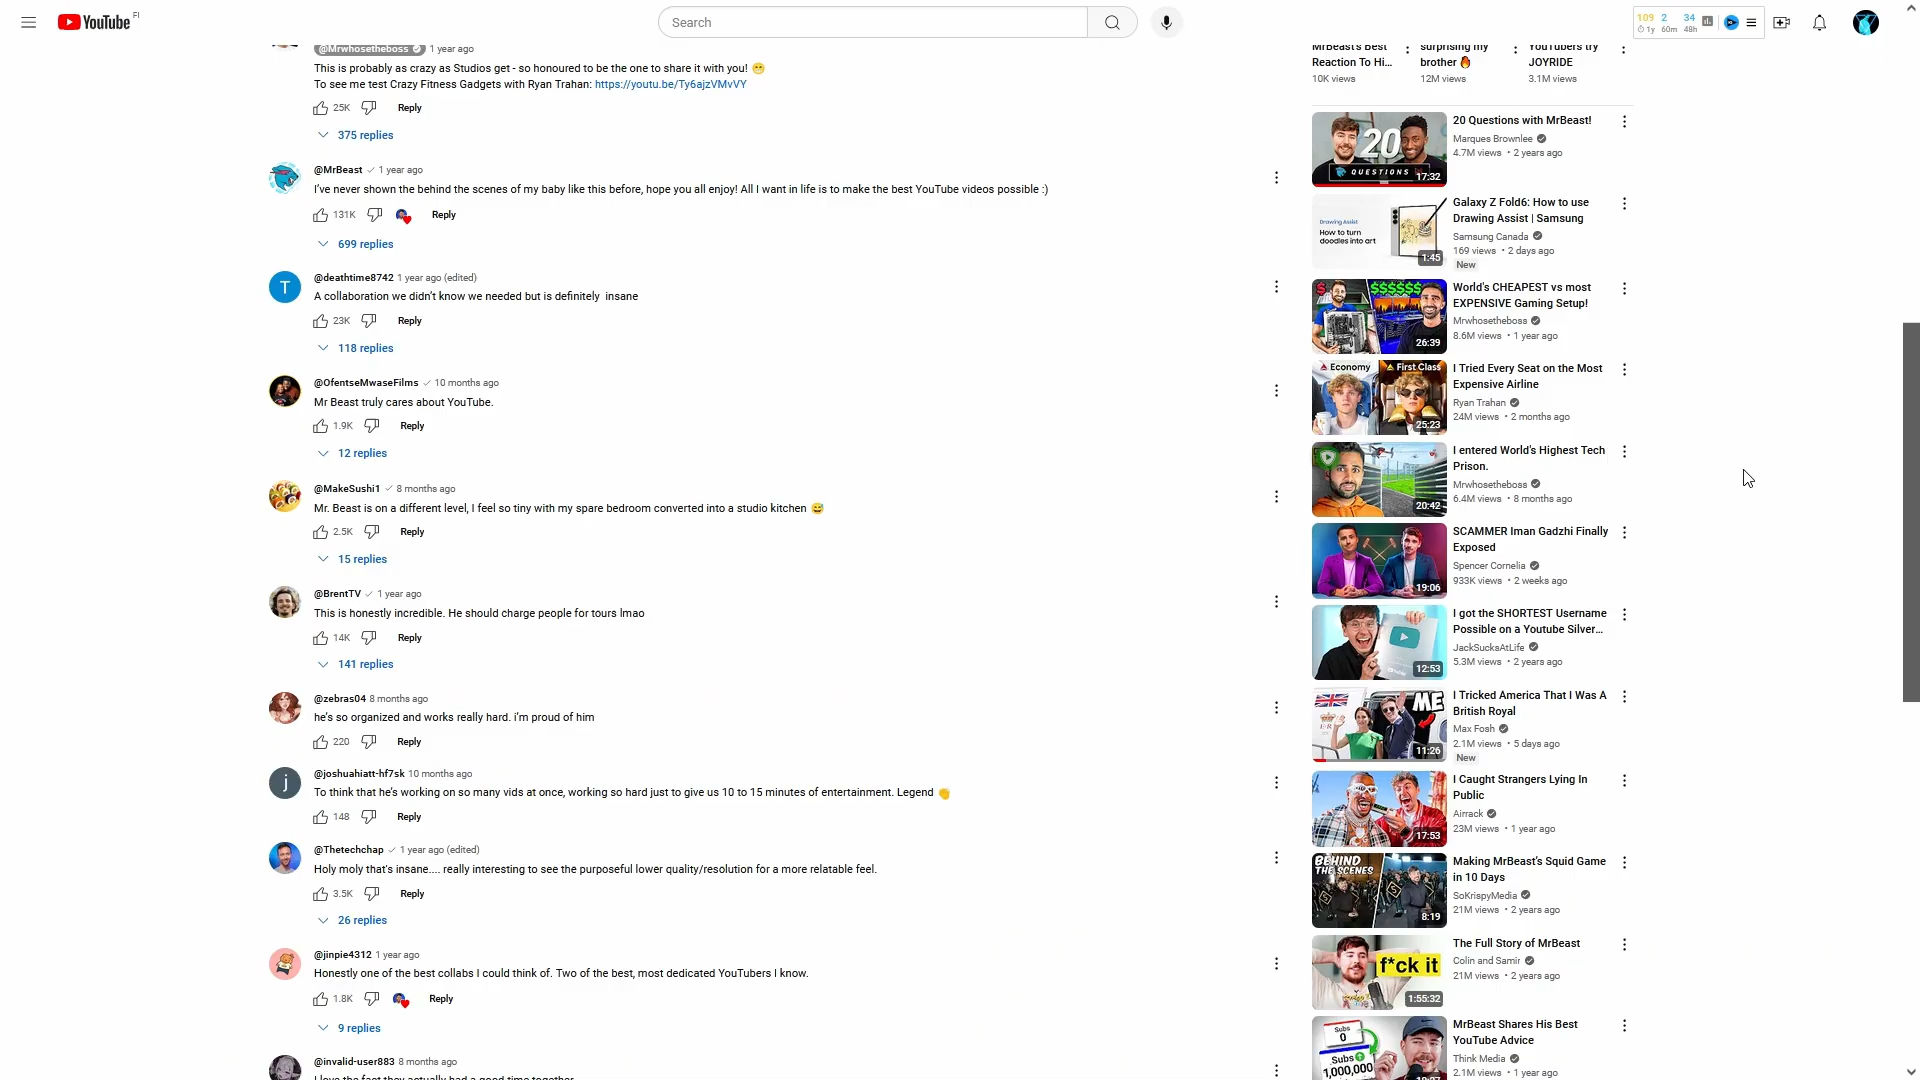 YouTube FI
Search
109 2 34
1y 60m 48h
@Mrwhosetheboss 1 year ago
This is probably as crazy as Studios get - so honoured to be the one to share it with you! 😁
To see me test Crazy Fitness Gadgets with Ryan Trahan: https://youtu.be/Ty6ajzVMvVY
25K Reply
375 replies
@MrBeast 1 year ago
I've never shown the behind the scenes of my baby like this before, hope you all enjoy! All I want in life is to make the best YouTube videos possible :)
131K Reply
699 replies
@deathtime8742 1 year ago (edited)
A collaboration we didn't know we needed but is definitely insane
23K Reply
118 replies
@OfentseMwaseFilms 10 months ago
Mr Beast truly cares about YouTube.
1.9K Reply
12 replies
@MakeSushi1 8 months ago
Mr. Beast is on a different level, I feel so tiny with my spare bedroom converted into a studio kitchen 😅
2.5K Reply
15 replies
@BrentTV 1 year ago
This is honestly incredible. He should charge people for tours lmao
14K Reply
141 replies
@zebras04 8 months ago
he's so organized and works really hard. i'm proud of him
220 Reply
j
@joshuahiatt-hf7sk 10 months ago
To think that he's working on so many vids at once, working so hard just to give us 10 to 15 minutes of entertainment. Legend 👏
148 Reply
@Thetechchap 1 year ago (edited)
Holy moly that's insane.... really interesting to see the purposeful lower quality/resolution for a more relatable feel.
3.5K Reply
26 replies
@jinpie4312 1 year ago
Honestly one of the best collabs I could think of. Two of the best, most dedicated YouTubers I know.
1.8K Reply
9 replies
@invalid-user883 8 months ago
I love the fact they actually had a good time together
T
MrBeast's Best
Reaction To Hi...
10K views
surprising my
brother 🔥
12M views
YouTubers try
JOYRIDE
3.1M views
20
QUESTIONS
17:32
20 Questions with MrBeast!
Marques Brownlee
4.7M views • 2 years ago
Drawing Assist
How to turn
doodles into art
1:45
Galaxy Z Fold6: How to use
Drawing Assist | Samsung
Samsung Canada
169 views • 2 days ago
New
$ $$$$$$
26:39
World's CHEAPEST vs most
EXPENSIVE Gaming Setup!
Mrwhosetheboss
8.6M views • 1 year ago
Economy First Class
25:23
I Tried Every Seat on the Most
Expensive Airline
Ryan Trahan
24M views • 2 months ago
20:42
I entered World's Highest Tech
Prison.
Mrwhosetheboss
6.4M views • 8 months ago
19:06
SCAMMER Iman Gadzhi Finally
Exposed
Spencer Cornelia
933K views • 2 weeks ago
12:53
I got the SHORTEST Username
Possible on a Youtube Silver...
JackSucksAtLife
5.3M views • 2 years ago
ME
11:26
I Tricked America That I Was A
British Royal
Max Fosh
2.1M views • 5 days ago
New
17:53
I Caught Strangers Lying In
Public
Airrack
23M views • 1 year ago
BEHIND
THE SCENES
8:19
Making MrBeast's Squid Game
in 10 Days
SoKrispyMedia
21M views • 2 years ago
f*ck it
1:55:32
The Full Story of MrBeast
Colin and Samir
21M views • 2 years ago
Subs
0
Subs
1,000,000
MrBeast Shares His Best
YouTube Advice
Think Media
2.1M views • 1 year ago